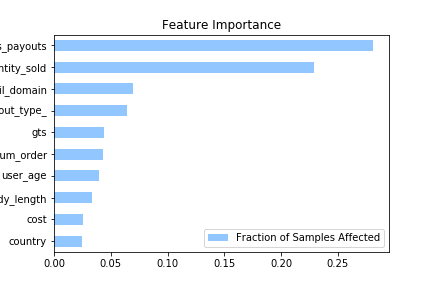 Feature Importance
s_payouts
ntity_sold
il_domain
out_type_
gts
um_order
user_age
dy_length
cost
country
Fraction of Samples Affected
0.00 0.05 0.10 0.15 0.20 0.25